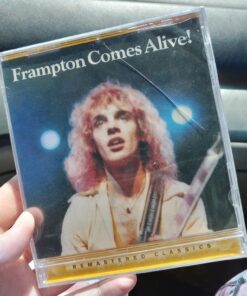 Frampton Comes Alive!
REMASTERED CLASSICS